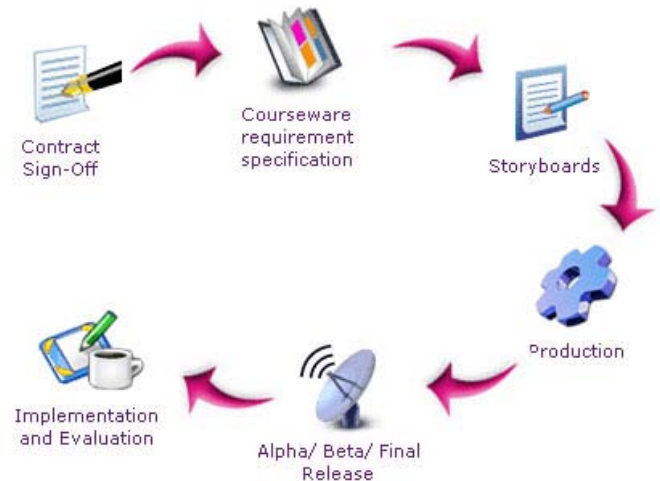 Contract
Sign-Off
Courseware
requirement
specification
Storyboards
Production
Alpha/ Beta/ Final
Release
Implementation
and Evaluation